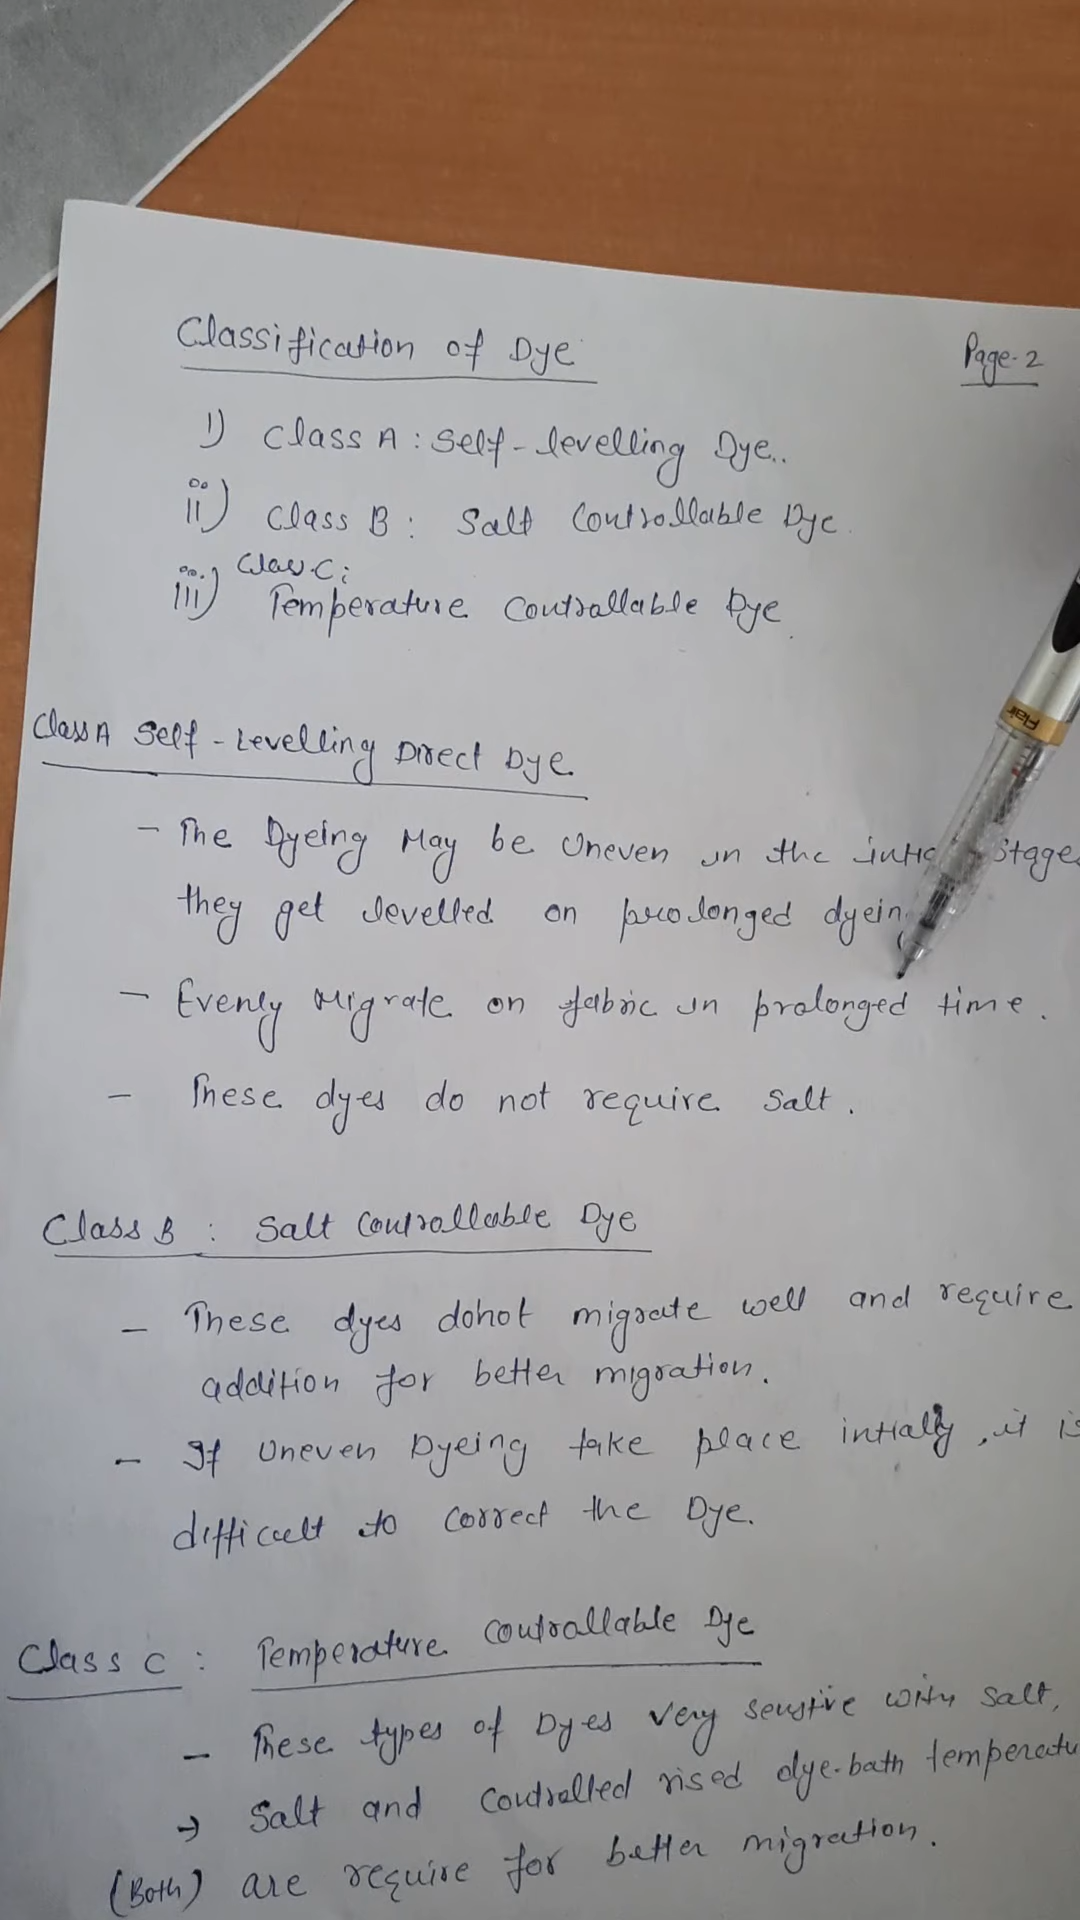 Classification of Dye
Page-2
1) Class A : Self-levelling Dye..
ii) Class B : Salt Controllable Dye.
Class C;
iii) Temperature Controllable Dye.
Class A Self-Levelling Direct Dye.
- The Dyeing May be Uneven in the stages
they get levelled on prolonged dyein
- Evenly Migrate on fabric in prolonged time.
- These dyes do not require Salt.
Class B : Salt Controllable Dye
- These dyes donot migrate well and require
addition for better migration.
- If Uneven Dyeing take place intially, it is
difficult to Correct the Dye.
Class C : Temperature Controllable Dye
- These types of Dyes very senstive with salt,
→ Salt and Controlled rised dye-bath temperatu
(Both) are require for better migration.
Flair